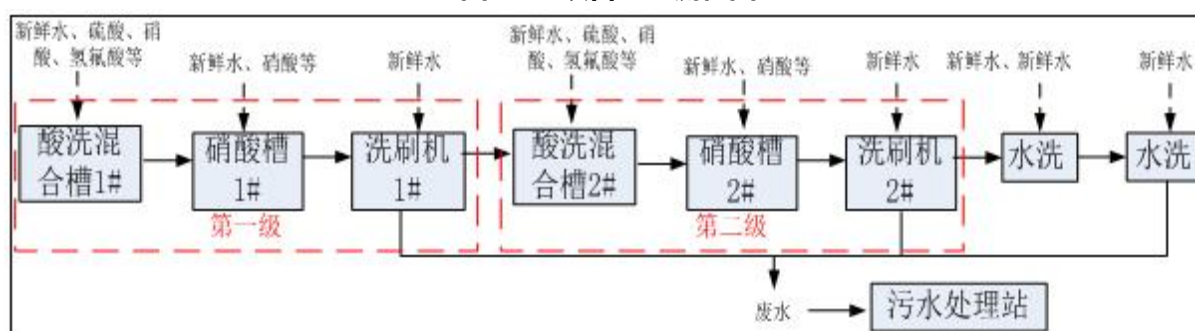 新鲜水、硫酸、硝
酸、氢氟酸等
新鲜水、硝酸等
新鲜水
新鲜水、硫酸、硝
酸、氢氟酸等
新鲜水、硝酸等
新鲜水
新鲜水、新鲜水
新鲜水
酸洗混
合槽1#
硝酸槽
1#
洗刷机
1#
酸洗混
合槽2#
硝酸槽
2#
洗刷机
2#
水洗
水洗
第一级
第二级
废水
污水处理站